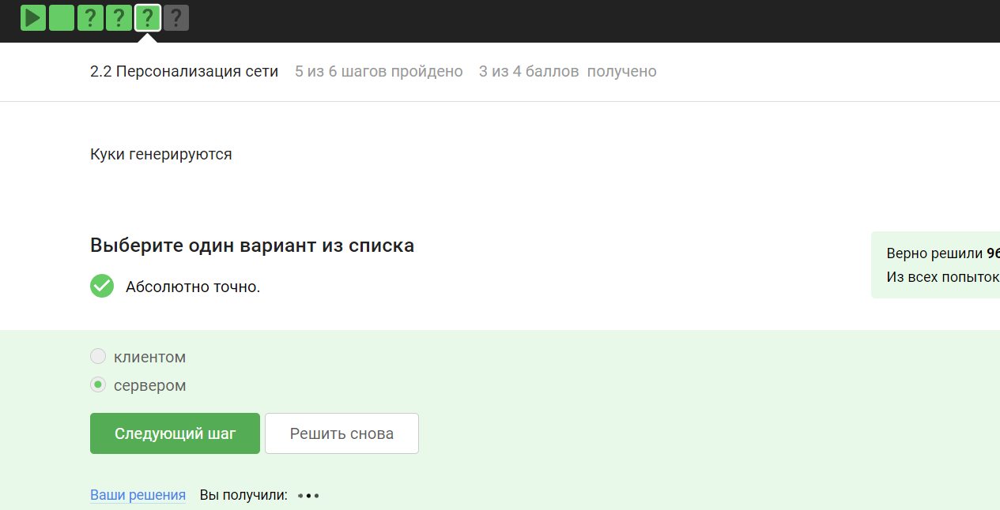 ? ? ? ?
2.2 Персонализация сети 5 из 6 шагов пройдено 3 из 4 баллов получено
Куки генерируются
Выберите один вариант из списка
Верно решили 96
Из всех попыток
Абсолютно точно.
клиентом
сервером
Следующий шаг Решить снова
Ваши решения Вы получили: